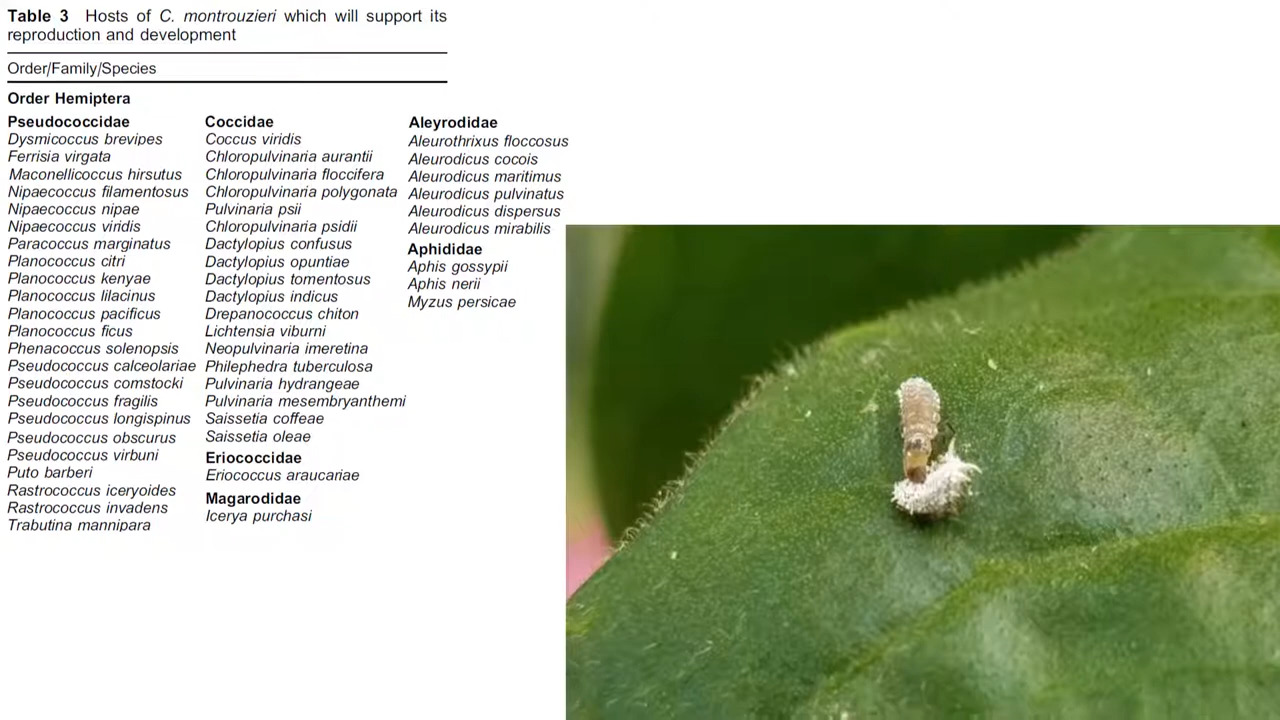 Table 3 Hosts of C. montrouzieri which will support its
reproduction and development
Order/Family/Species
Order Hemiptera
Pseudococcidae
Dysmicoccus brevipes
Ferrisia virgata
Maconellicoccus hirsutus
Nipaecoccus filamentosus
Nipaecoccus nipae
Nipaecoccus viridis
Paracoccus marginatus
Planococcus citri
Planococcus kenyae
Planococcus lilacinus
Planococcus pacificus
Planococcus ficus
Phenacoccus solenopsis
Pseudococcus calceolariae
Pseudococcus comstocki
Pseudococcus fragilis
Pseudococcus longispinus
Pseudococcus obscurus
Pseudococcus virbuni
Puto barberi
Rastrococcus iceryoides
Rastrococcus invadens
Trabutina mannipara
Coccidae
Coccus viridis
Chloropulvinaria aurantii
Chloropulvinaria floccifera
Chloropulvinaria polygonata
Pulvinaria psii
Chloropulvinaria psidii
Dactylopius confusus
Dactylopius opuntiae
Dactylopius tomentosus
Dactylopius indicus
Drepanococcus chiton
Lichtensia viburni
Neopulvinaria imeretina
Philephedra tuberculosa
Pulvinaria hydrangeae
Pulvinaria mesembryanthemi
Saissetia coffeae
Saissetia oleae
Eriococcidae
Eriococcus araucariae
Magarodidae
Icerya purchasi
Aleyrodidae
Aleurothrixus floccosus
Aleurodicus cocois
Aleurodicus maritimus
Aleurodicus pulvinatus
Aleurodicus dispersus
Aleurodicus mirabilis
Aphididae
Aphis gossypii
Aphis nerii
Myzus persicae